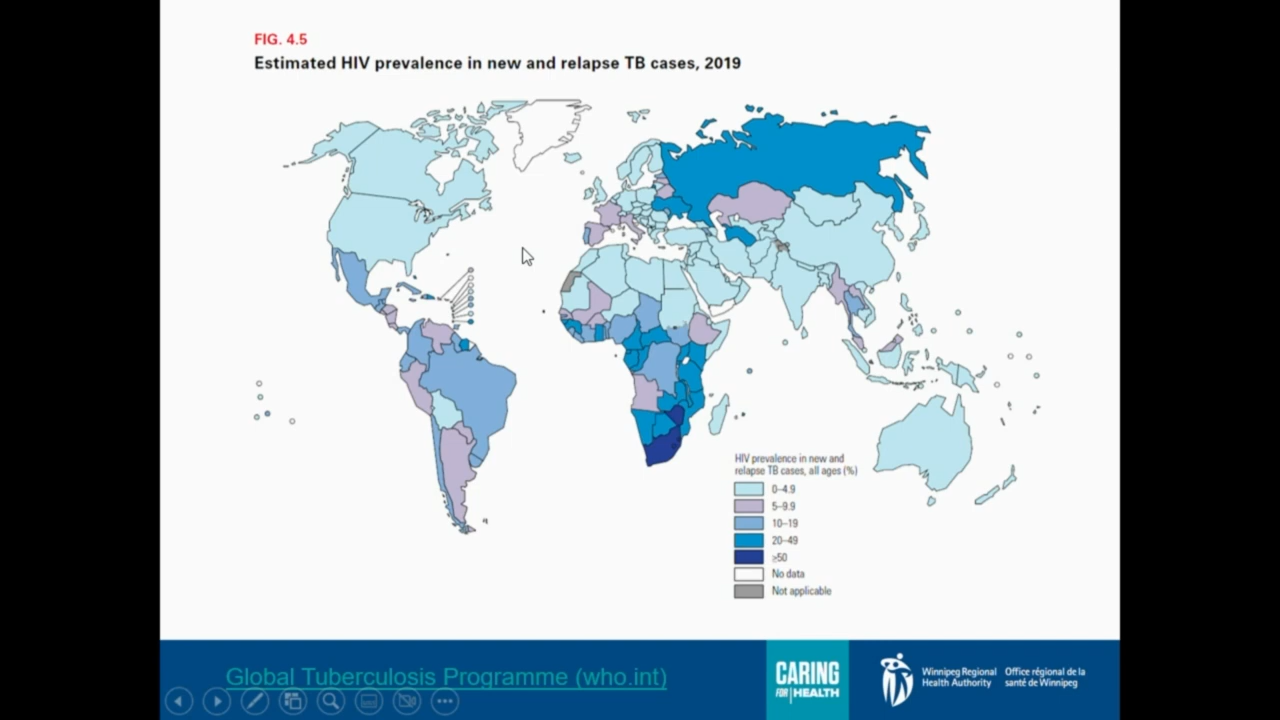 FIG. 4.5
Estimated HIV prevalence in new and relapse TB cases, 2019
HIV prevalence in new and
relapse TB cases, all ages (%)
0–4.9
5–9.9
10–19
20–49
≥50
No data
Not applicable
Global Tuberculosis Programme (who.int)
CARING
FOR HEALTH
Winnipeg Regional
Health Authority
Office régional de la
santé de Winnipeg